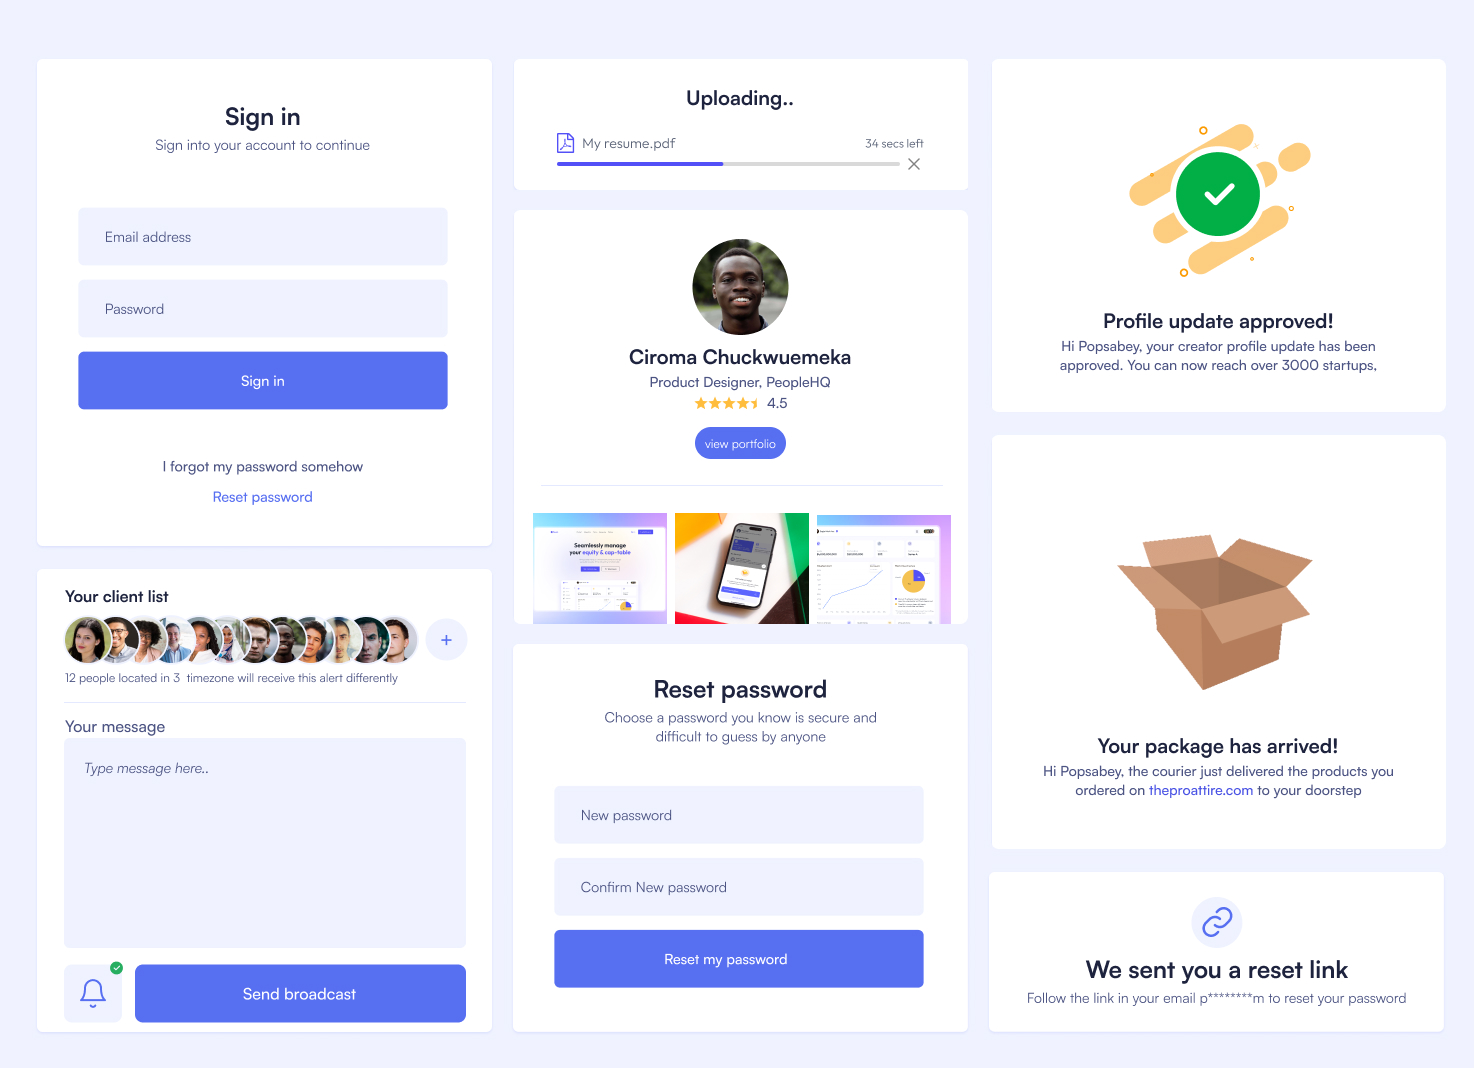 Sign in
Sign into your account to continue
Email address
Password
Sign in
I forgot my password somehow
Reset password
Your client list
+
12 people located in 3  timezone will receive this alert differently
Your message
Type message here..
Send broadcast
Uploading..
My resume.pdf
34 secs left
Ciroma Chuckwuemeka
Product Designer, PeopleHQ
4.5
view portfolio
Seamlessly manage
your equity & cap-table
Reset password
Choose a password you know is secure and
difficult to guess by anyone
New password
Confirm New password
Reset my password
Profile update approved!
Hi Popsabey, your creator profile update has been
approved. You can now reach over 3000 startups,
Your package has arrived!
Hi Popsabey, the courier just delivered the products you
ordered on theproattire.com to your doorstep
We sent you a reset link
Follow the link in your email p********m to reset your password